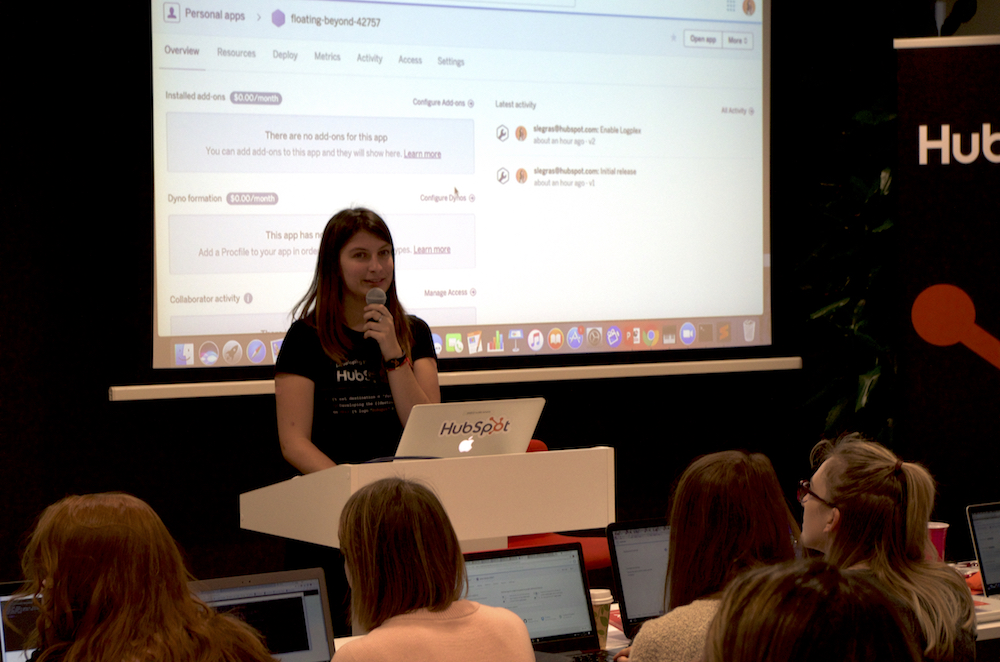 Personal apps > floating-beyond-42757
Open app
More
Overview Resources Deploy Metrics Activity Access Settings
Installed add-ons $0.00/month Configure Add-ons
There are no add-ons for this app
You can add add-ons to this app and they will show here. Learn more
Dyno formation $0.00/month Configure Dynos
This app has no
Add a Procfile to your app in orde ypes. Learn more
Collaborator activity Manage Access
Latest activity All Activity
slegras@hubspot.com: Enable Logplex
about an hour ago · v2
slegras@hubspot.com: Initial release
about an hour ago · v1
HubS
HubSp
HubSpot